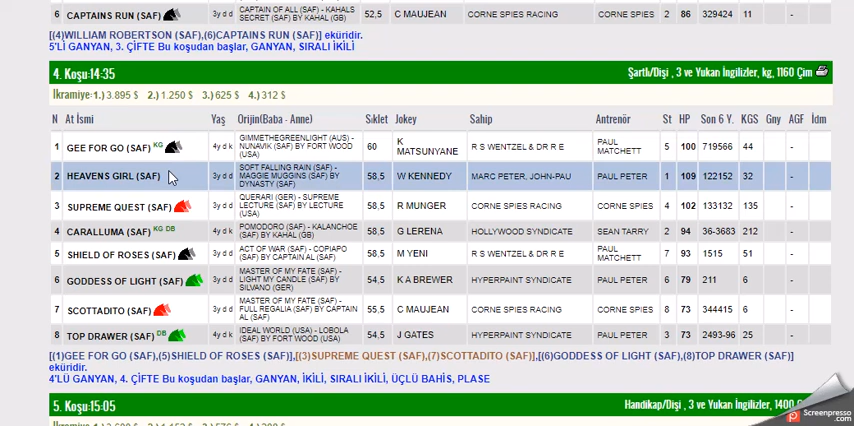 6 CAPTAINS RUN (SAF) 3y d d CAPTAIN OF ALL (SAF) - KAHALS SECRET (SAF) BY KAHAL (GB) 52,5 C MAUJEAN CORNE SPIES RACING CORNE SPIES 2 86 329424 11 -
[(4)WILLIAM ROBERTSON (SAF),(6)CAPTAINS RUN (SAF)] eküridir.
5'Lİ GANYAN, 3. ÇİFTE Bu koşudan başlar, GANYAN, SIRALI İKİLİ
4. Koşu:14-35 Şartlı/Dişi , 3 ve Yukarı İngilizler, kg, 1160 Çim
İkramiye:1.) 3.895 $ 2.) 1.250 $ 3.) 625 $ 4.) 312 $
N At İsmi Yaş Orijin(Baba - Anne) Sıklet Jokey Sahip Antrenör St HP Son 6 Y. KGS Gny AGF İdm
1 GEE FOR GO (SAF) KG 4y d k GIMMETHEGREENLIGHT (AUS) - NUNAVIK (SAF) BY FORT WOOD (USA) 60 K MATSUNYANE R S WENTZEL & DR R E PAUL MATCHETT 5 100 719566 44 -
2 HEAVENS GIRL (SAF) 3y d d SOFT FALLING RAIN (SAF) - MAGGIE MUGGINS (SAF) BY DYNASTY (SAF) 58,5 W KENNEDY MARC PETER, JOHN-PAU PAUL PETER 1 109 122152 32 -
3 SUPREME QUEST (SAF) 3y d d QUERARI (GER) - SUPREME LECTURE (SAF) BY LECTURE (USA) 58,5 R MUNGER CORNE SPIES RACING CORNE SPIES 4 102 133132 135 -
4 CARALLUMA (SAF) KG DB 4y d k POMODORO (SAF) - KALANCHOE (SAF) BY KAHAL (GB) 58,5 G LERENA HOLLYWOOD SYNDICATE SEAN TARRY 2 94 36-3683 212 -
5 SHIELD OF ROSES (SAF) 3y d d ACT OF WAR (SAF) - COPIAPO (SAF) BY CAPTAIN AL (SAF) 58,5 M YENI R S WENTZEL & DR R E PAUL MATCHETT 7 93 1515 51 -
6 GODDESS OF LIGHT (SAF) 3y d d MASTER OF MY FATE (SAF) - LIGHT MY CANDLE (SAF) BY SILVANO (GER) 54,5 K A BREWER HYPERPAINT SYNDICATE PAUL PETER 6 79 211 6 -
7 SCOTTADITO (SAF) 3y d d MASTER OF MY FATE (SAF) - FULL REGALIA (SAF) BY CAPTAIN AL (SAF) 55,5 C MAUJEAN CORNE SPIES RACING CORNE SPIES 8 73 344415 6 -
8 TOP DRAWER (SAF) DB 4y d k IDEAL WORLD (USA) - LOBOLA (SAF) BY FORT WOOD (USA) 54,5 J GATES HYPERPAINT SYNDICATE PAUL PETER 3 73 2493-96 25 -
[(1)GEE FOR GO (SAF),(5)SHIELD OF ROSES (SAF)],[(3)SUPREME QUEST (SAF),(7)SCOTTADITO (SAF)],[(6)GODDESS OF LIGHT (SAF),(8)TOP DRAWER (SAF)]
eküridir.
4'LÜ GANYAN, 4. ÇİFTE Bu koşudan başlar, GANYAN, İKİLİ, SIRALI İKİLİ, ÜÇLÜ BAHİS, PLASE
5. Koşu:15-05 Handikap/Dişi , 3 ve Yukarı İngilizler, 1400
Screenpresso
.com